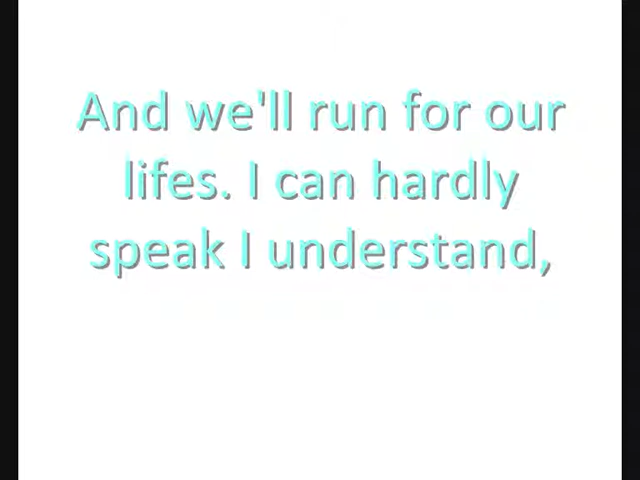 And we'll run for our
lifes. I can hardly
speak I understand,